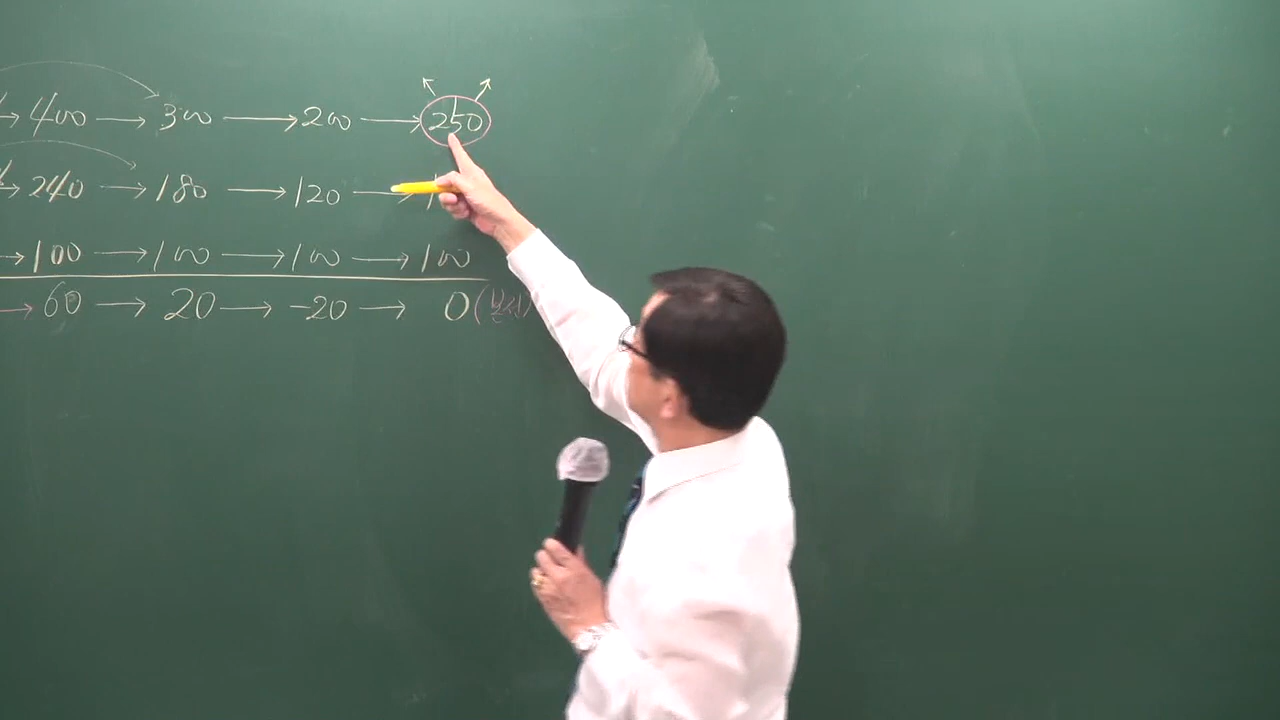 → 400 → 300 → 200 → 250
→ 240 → 180 → 120 →
→ 100 → 100 → 100 → 100
→ 60 → 20 → -20 → 0 (